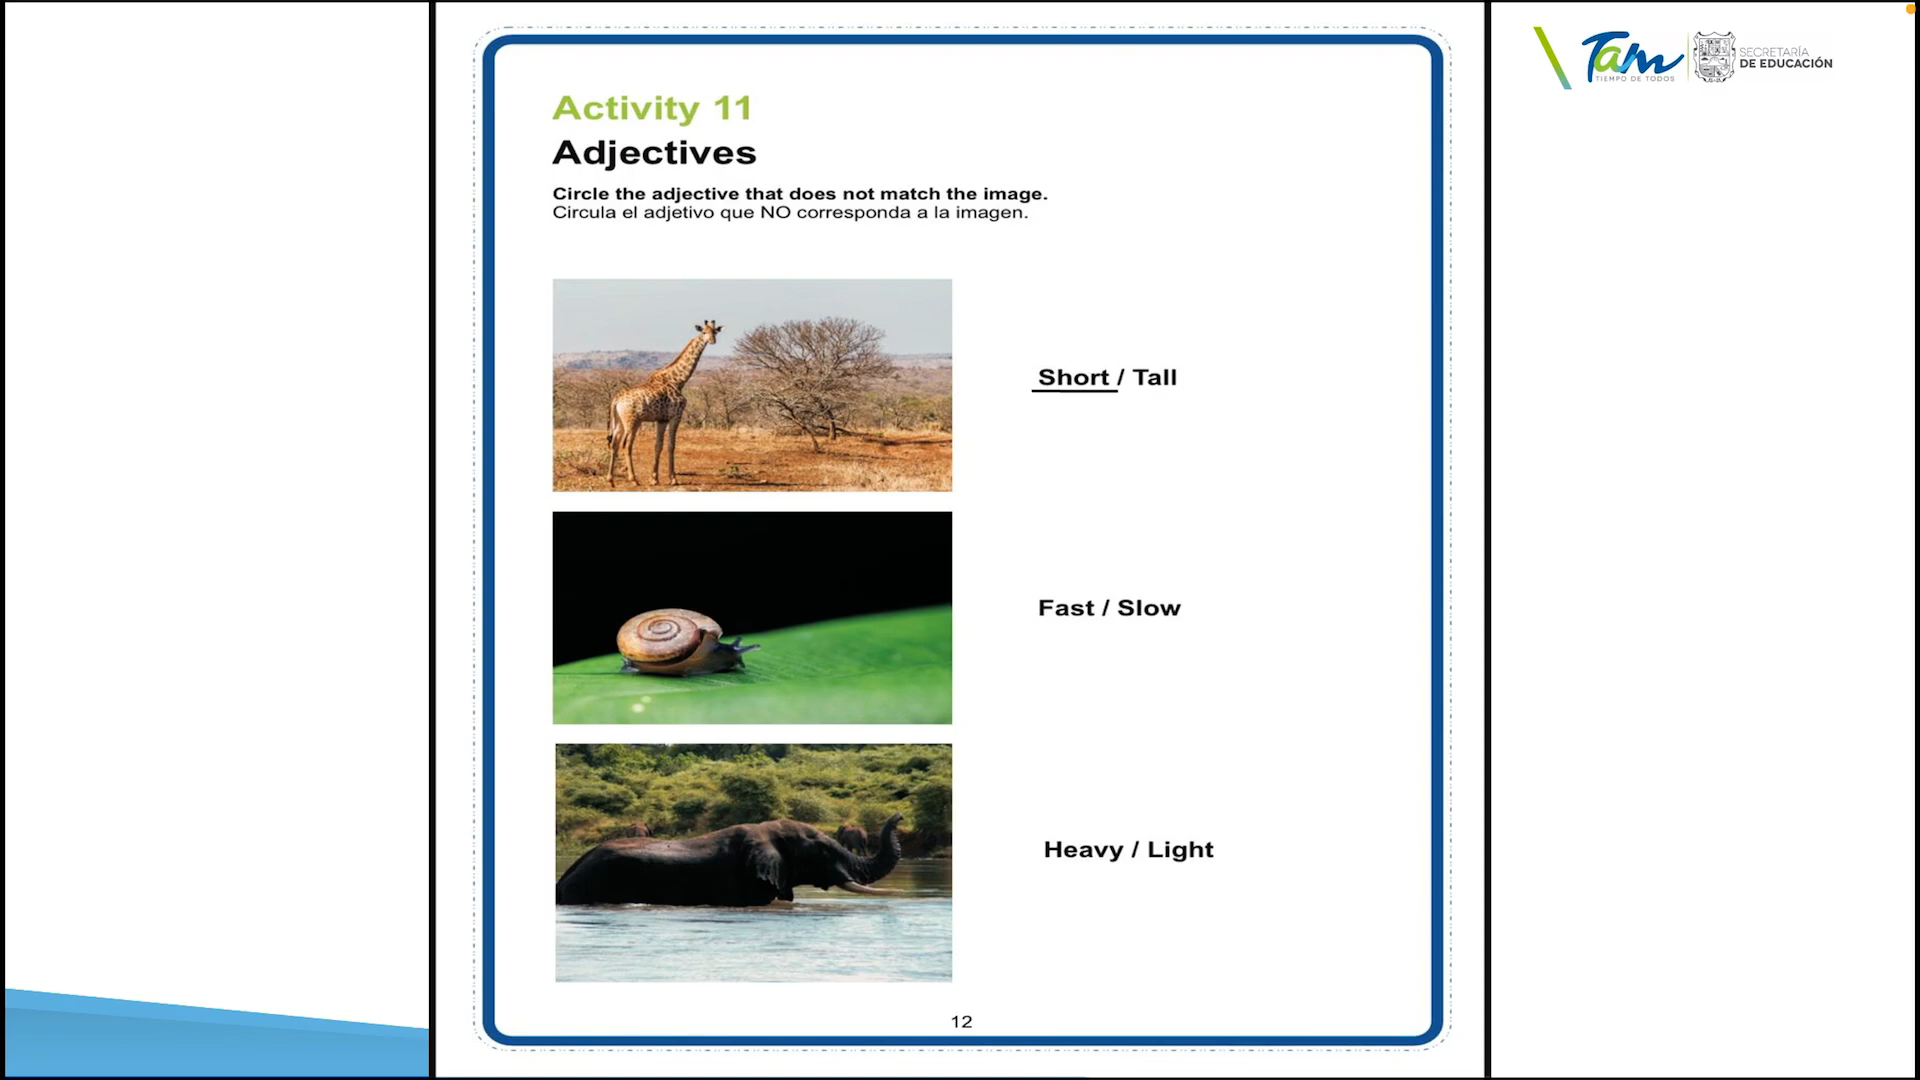 Tam
TIEMPO DE TODOS
SECRETARÍA
DE EDUCACIÓN
Activity 11
Adjectives
Circle the adjective that does not match the image.
Circula el adjetivo que NO corresponda a la imagen.
Short / Tall
Fast / Slow
Heavy / Light
12